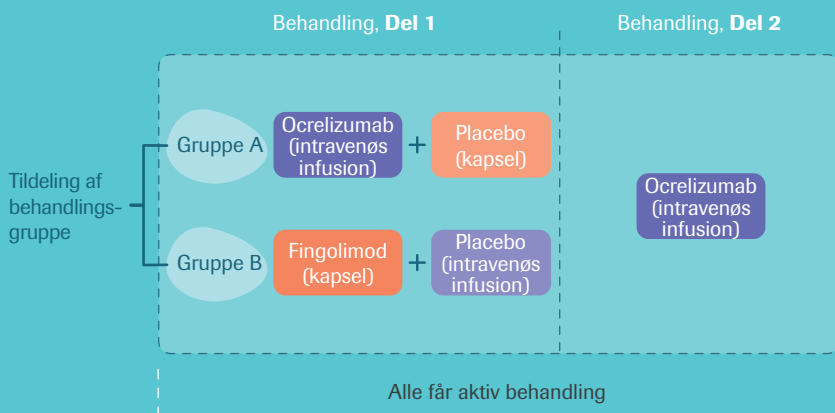 Behandling, Del 1
Behandling, Del 2
Tildeling af
behandlings-
gruppe
Gruppe A
Ocrelizumab
(intravenøs
infusion)
+
Placebo
(kapsel)
Gruppe B
Fingolimod
(kapsel)
+
Placebo
(intravenøs
infusion)
Ocrelizumab
(intravenøs
infusion)
Alle får aktiv behandling